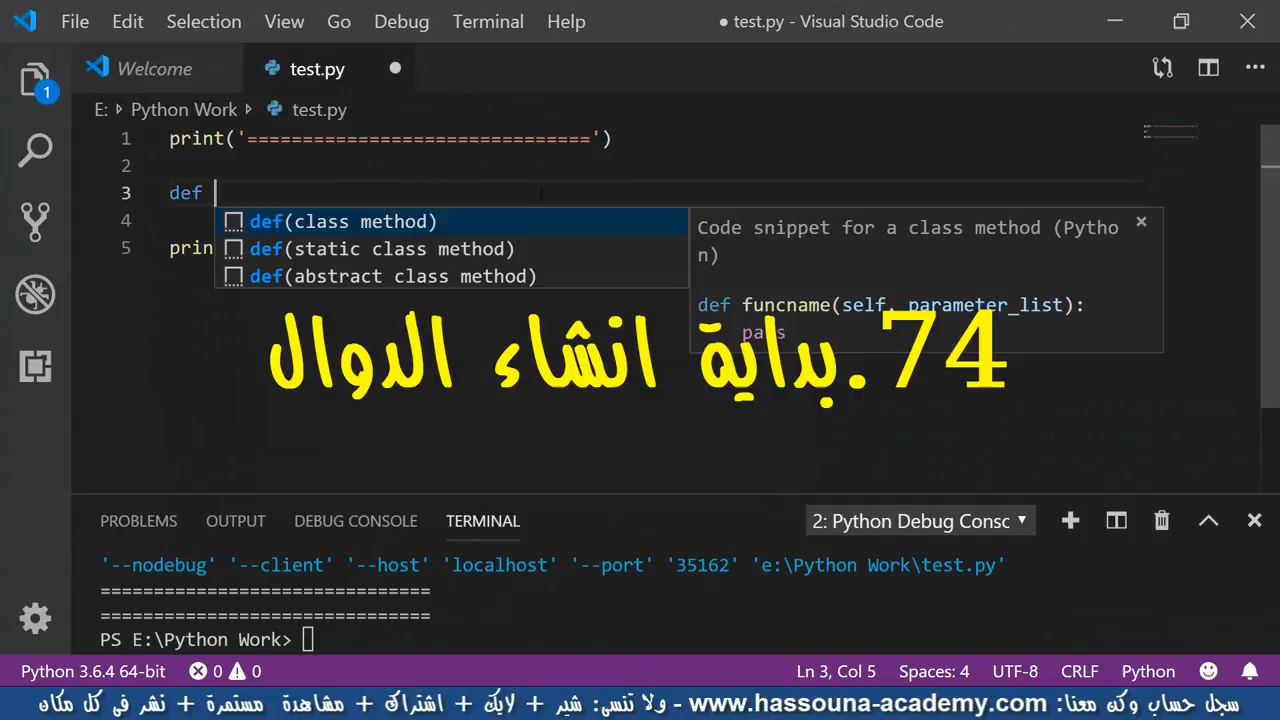 File Edit Selection View Go Debug Terminal Help ● test.py - Visual Studio Code
Welcome test.py
1
E: Python Work test.py
1 print('===============================')
2
3 def
4
5 prin
def(class method)
def(static class method)
def(abstract class method)
Code snippet for a class method (Pytho
n)
def funcname(self, parameter_list):
pass
74.بداية انشاء الدوال
PROBLEMS OUTPUT DEBUG CONSOLE TERMINAL 2: Python Debug Consc
'--nodebug' '--client' '--host' 'localhost' '--port' '35162' 'e:\Python Work\test.py'
==============================
==============================
PS E:\Python Work>
Python 3.6.4 64-bit 0 0 Ln 3, Col 5 Spaces: 4 UTF-8 CRLF Python
سجل حساب وكن معنا: www.hassouna-academy.com - ولا تنسى: شير + لايك + اشتراك + مشاهدة مستمرة + نشر فى كل مكان